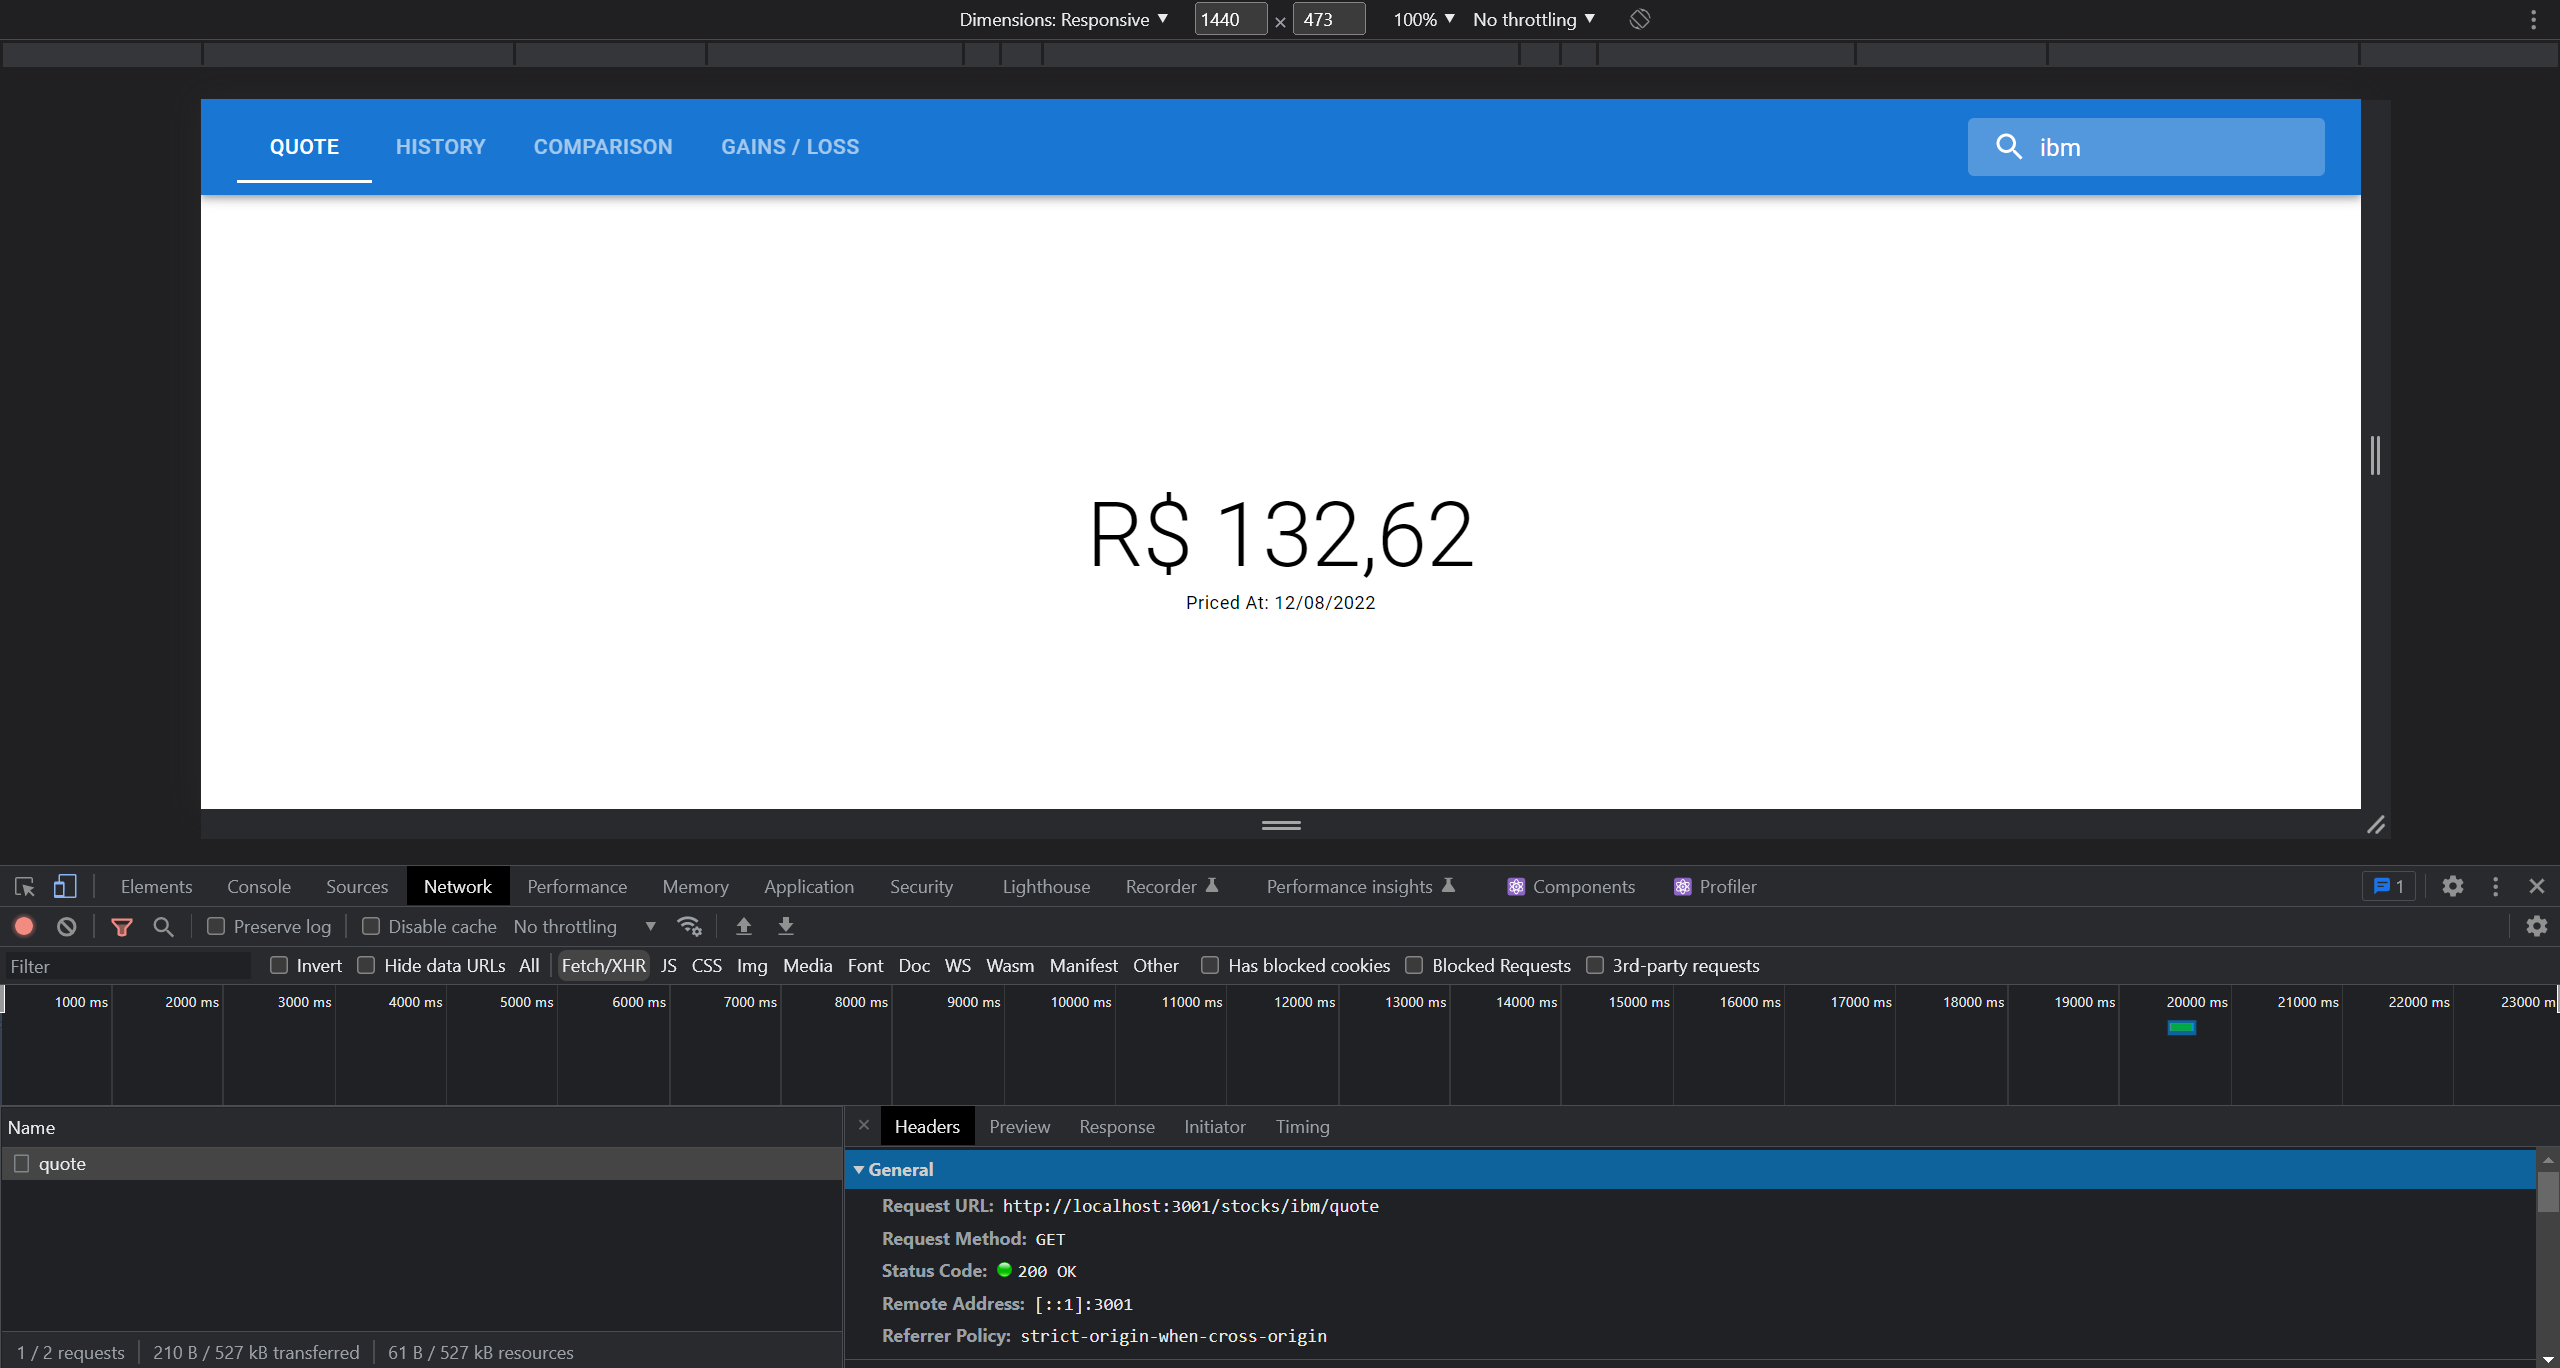 Dimensions: Responsive ▼ 1440 × 473 100% ▼ No throttling ▼
QUOTE HISTORY COMPARISON GAINS / LOSS ibm
R$ 132,62
Priced At: 12/08/2022
Elements Console Sources Network Performance Memory Application Security Lighthouse Recorder Performance insights Components Profiler 1
Preserve log Disable cache No throttling ▼
Filter Invert Hide data URLs All Fetch/XHR JS CSS Img Media Font Doc WS Wasm Manifest Other Has blocked cookies Blocked Requests 3rd-party requests
1000 ms 2000 ms 3000 ms 4000 ms 5000 ms 6000 ms 7000 ms 8000 ms 9000 ms 10000 ms 11000 ms 12000 ms 13000 ms 14000 ms 15000 ms 16000 ms 17000 ms 18000 ms 19000 ms 20000 ms 21000 ms 22000 ms 23000 m
Name
quote
1 / 2 requests 210 B / 527 kB transferred 61 B / 527 kB resources
× Headers Preview Response Initiator Timing
▼ General
Request URL: http://localhost:3001/stocks/ibm/quote
Request Method: GET
Status Code: 200 OK
Remote Address: [::1]:3001
Referrer Policy: strict-origin-when-cross-origin